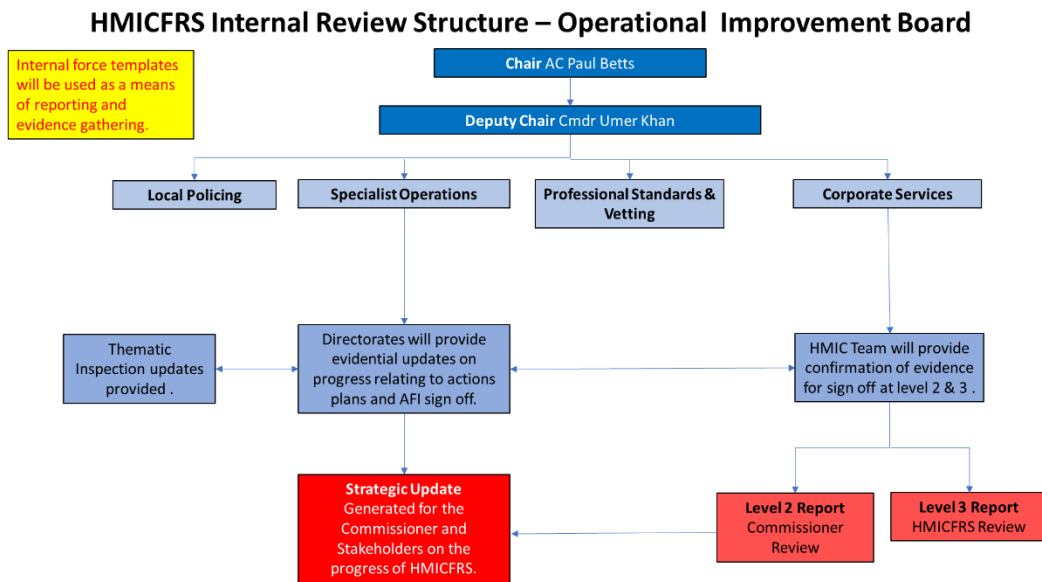 HMICFRS Internal Review Structure – Operational  Improvement Board
Internal force templates
will be used as a means
of reporting and
evidence gathering.
Chair AC Paul Betts
Deputy Chair Cmdr Umer Khan
Local Policing
Specialist Operations
Professional Standards &
Vetting
Corporate Services
Thematic
Inspection updates
provided .
Directorates will provide
evidential updates on
progress relating to actions
plans and AFI sign off.
HMIC Team will provide
confirmation of evidence
for sign off at level 2 & 3 .
Strategic Update
Generated for the
Commissioner and
Stakeholders on the
progress of HMICFRS.
Level 2 Report
Commissioner
Review
Level 3 Report
HMICFRS Review